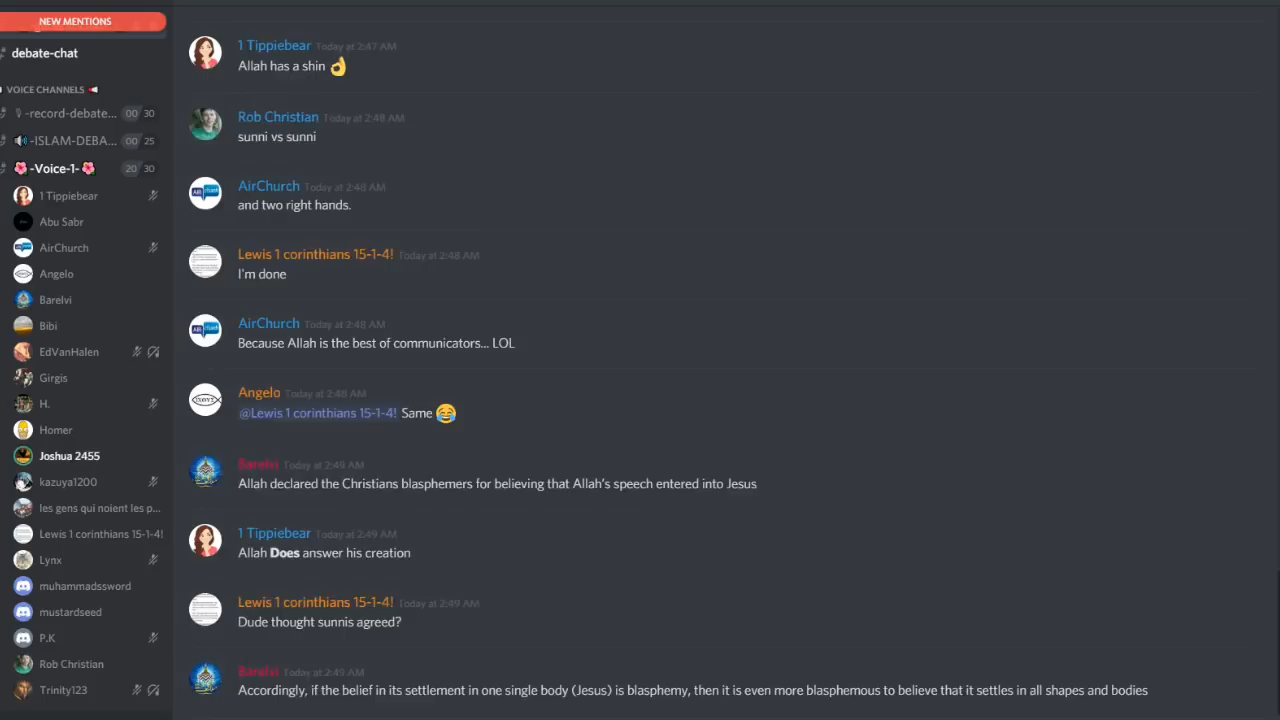 NEW MENTIONS
debate-chat
VOICE CHANNELS
-record-debate... 00 30
-ISLAM-DEBA... 00 25
-Voice-1- 20 30
1 Tippiebear
Abu Sabr
AirChurch
Angelo
Barelvi
Bibi
EdVanHalen
Girgis
H.
Homer
Joshua 2455
kazuya1200
les gens qui noient les p...
Lewis 1 corinthians 15-1-4!
Lynx
muhammadssword
mustardseed
P.K
Rob Christian
Trinity123
1 Tippiebear Today at 2:47 AM
Allah has a shin 👌
Rob Christian Today at 2:48 AM
sunni vs sunni
AirChurch Today at 2:48 AM
and two right hands.
Lewis 1 corinthians 15-1-4! Today at 2:48 AM
I'm done
AirChurch Today at 2:48 AM
Because Allah is the best of communicators... LOL
Angelo Today at 2:48 AM
@Lewis 1 corinthians 15-1-4! Same 😂
Barelvi Today at 2:49 AM
Allah declared the Christians blasphemers for believing that Allah's speech entered into Jesus
1 Tippiebear Today at 2:49 AM
Allah Does answer his creation
Lewis 1 corinthians 15-1-4! Today at 2:49 AM
Dude thought sunnis agreed?
Barelvi Today at 2:49 AM
Accordingly, if the belief in its settlement in one single body (Jesus) is blasphemy, then it is even more blasphemous to believe that it settles in all shapes and bodies